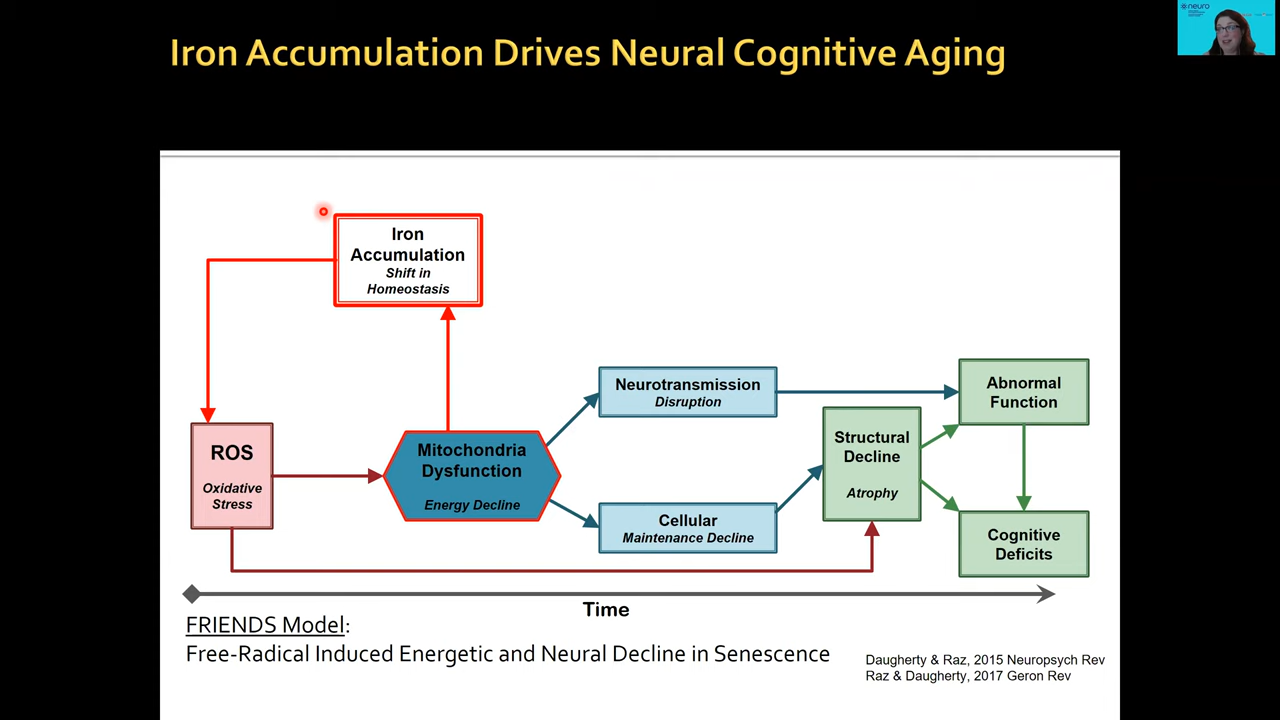 Iron Accumulation Drives Neural Cognitive Aging
neuro
Iron
Accumulation
Shift in
Homeostasis
ROS
Oxidative
Stress
Mitochondria
Dysfunction
Energy Decline
Neurotransmission
Disruption
Cellular
Maintenance Decline
Structural
Decline
Atrophy
Abnormal
Function
Cognitive
Deficits
Time
FRIENDS Model:
Free-Radical Induced Energetic and Neural Decline in Senescence
Daugherty & Raz, 2015 Neuropsych Rev
Raz & Daugherty, 2017 Geron Rev